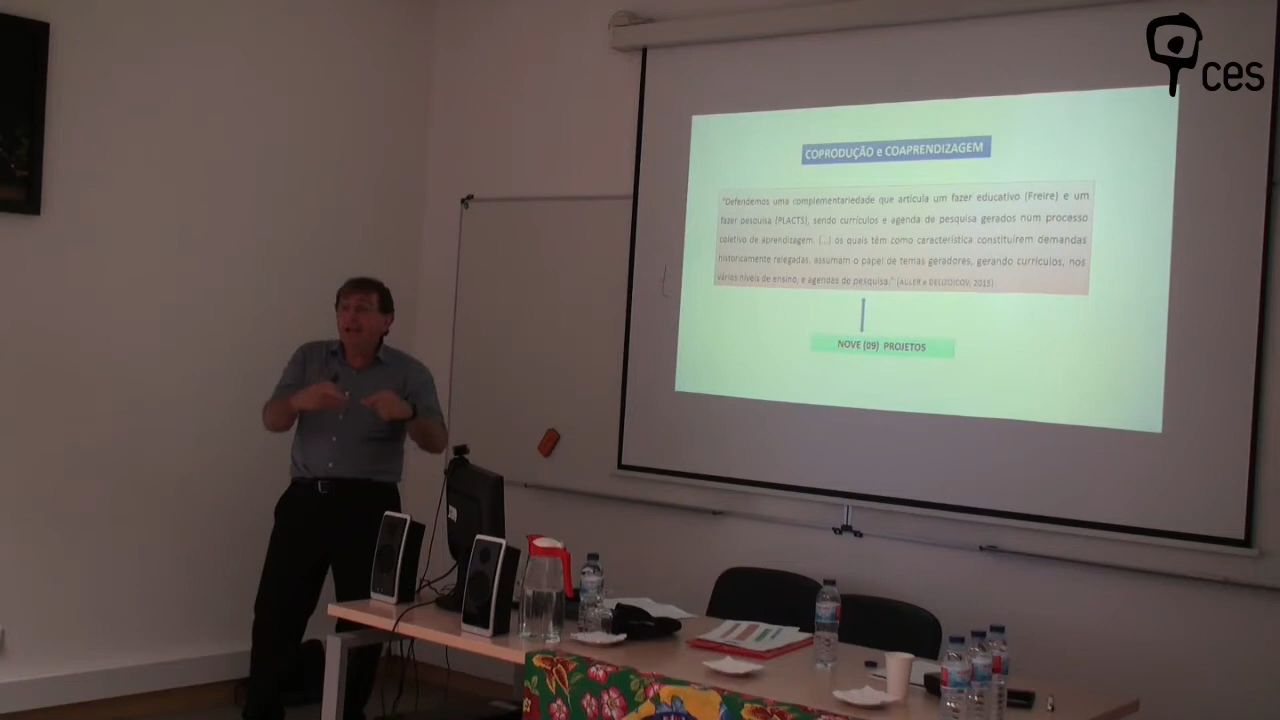 ces
COPRODUÇÃO e COAPRENDIZAGEM
"Defendemos uma complementariedade que articula um fazer educativo (Freire) e um
fazer pesquisa (PLACTS), sendo currículos e agenda de pesquisa gerados num processo
coletivo de aprendizagem. (...) os quais têm como característica constituírem demandas
historicamente relegadas, assumam o papel de temas geradores, gerando currículos, nos
vários níveis de ensino, e agendas de pesquisa." (AULER e DELIZOICOV, 2015)
NOVE (09) PROJETOS